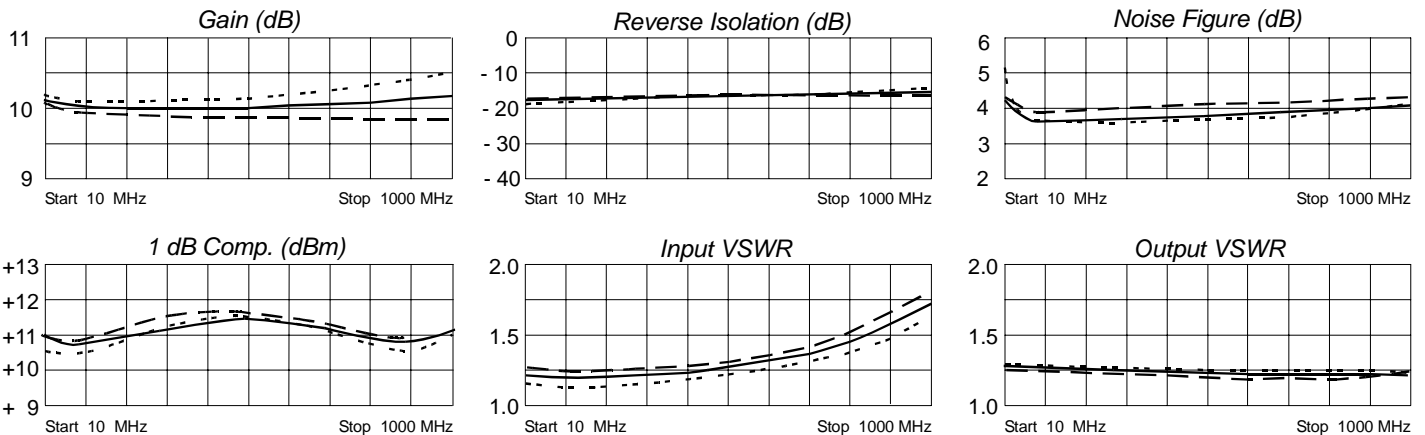 Gain (dB)
11
10
9
Start 10 MHz
Stop 1000 MHz
Reverse Isolation (dB)
0
- 10
- 20
- 30
- 40
Start 10 MHz
Stop 1000 MHz
Noise Figure (dB)
6
5
4
3
2
Start 10 MHz
Stop 1000 MHz
1 dB Comp. (dBm)
+13
+12
+11
+10
+ 9
Start 10 MHz
Stop 1000 MHz
Input VSWR
2.0
1.5
1.0
Start 10 MHz
Stop 1000 MHz
Output VSWR
2.0
1.5
1.0
Start 10 MHz
Stop 1000 MHz